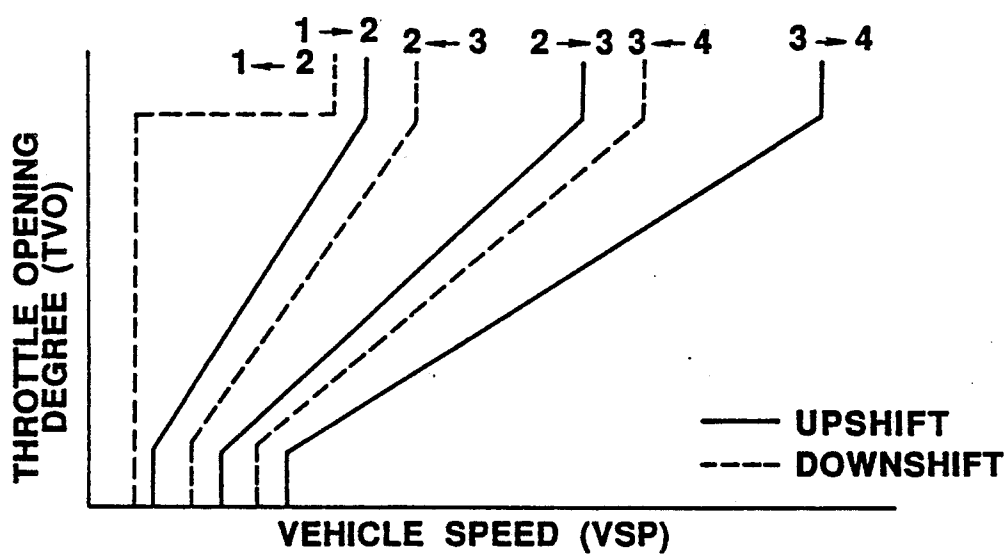 1→2
1←2
2←3
2→3
3←4
3→4
THROTTLE OPENING
DEGREE (TVO)
UPSHIFT
DOWNSHIFT
VEHICLE SPEED (VSP)